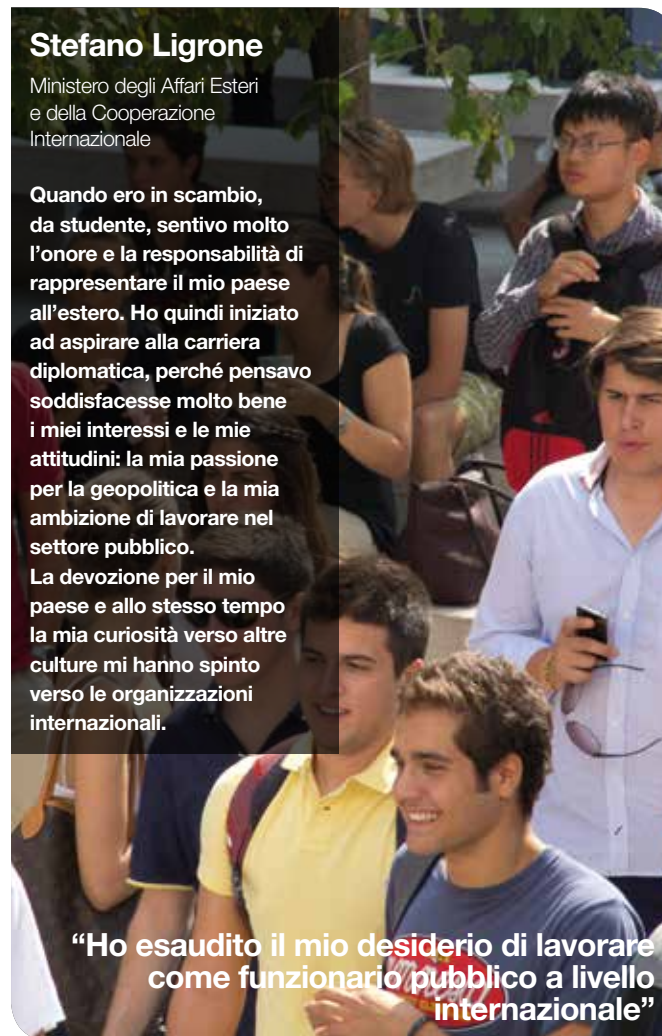 Stefano Ligrone
Ministero degli Affari Esteri
e della Cooperazione
Internazionale
Quando ero in scambio,
da studente, sentivo molto
l’onore e la responsabilità di
rappresentare il mio paese
all’estero. Ho quindi iniziato
ad aspirare alla carriera
diplomatica, perché pensavo
soddisfacesse molto bene
i miei interessi e le mie
attitudini: la mia passione
per la geopolitica e la mia
ambizione di lavorare nel
settore pubblico.
La devozione per il mio
paese e allo stesso tempo
la mia curiosità verso altre
culture mi hanno spinto
verso le organizzazioni
internazionali.
“Ho esaudito il mio desiderio di lavorare
come funzionario pubblico a livello
internazionale”